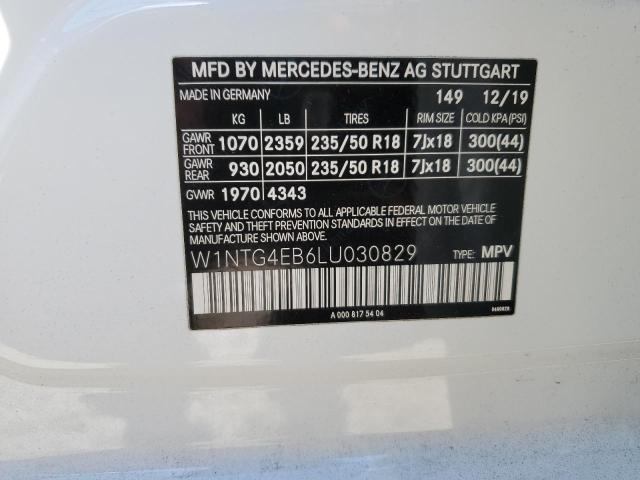 MFD BY MERCEDES-BENZ AG STUTTGART
MADE IN GERMANY 149 12/19
KG LB TIRES RIM SIZE COLD KPA(PSI)
GAWR FRONT 1070 2359 235/50 R18 7Jx18 300(44)
GAWR REAR 930 2050 235/50 R18 7Jx18 300(44)
GVWR 1970 4343
THIS VEHICLE CONFORMS TO ALL APPLICABLE FEDERAL MOTOR VEHICLE
SAFETY AND THEFT PREVENTION STANDARDS IN EFFECT ON THE DATE OF
MANUFACTURE SHOWN ABOVE.
W1NTG4EB6LU030829 TYPE: MPV
A 000 817 54 04